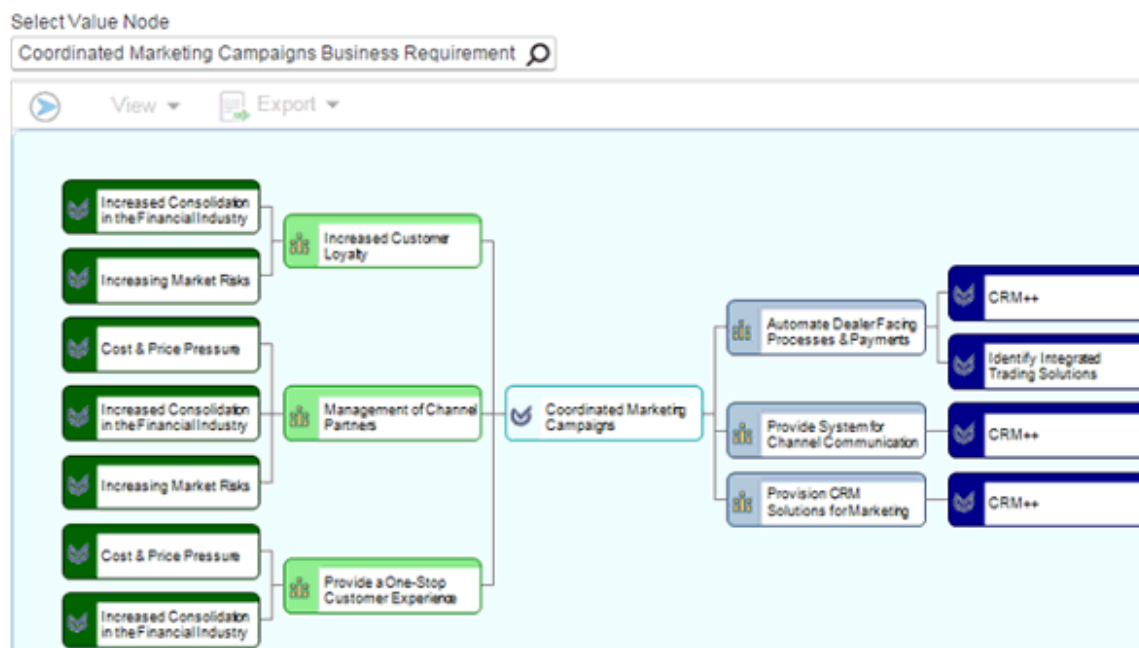 Select Value Node
Coordinated Marketing Campaigns Business Requirement
View
Export
Increased Consolidation
in the Financial Industry
Increasing Market Risks
Increased Customer
Loyalty
Cost & Price Pressure
Increased Consolidation
in the Financial Industry
Increasing Market Risks
Management of Channel
Partners
Cost & Price Pressure
Increased Consolidation
in the Financial Industry
Provide a One-Stop
Customer Experience
Coordinated Marketing
Campaigns
Automate Dealer Facing
Processes & Payments
CRM++
Identify Integrated
Trading Solutions
Provide System for
Channel Communication
CRM++
Provision CRM
Solutions for Marketing
CRM++